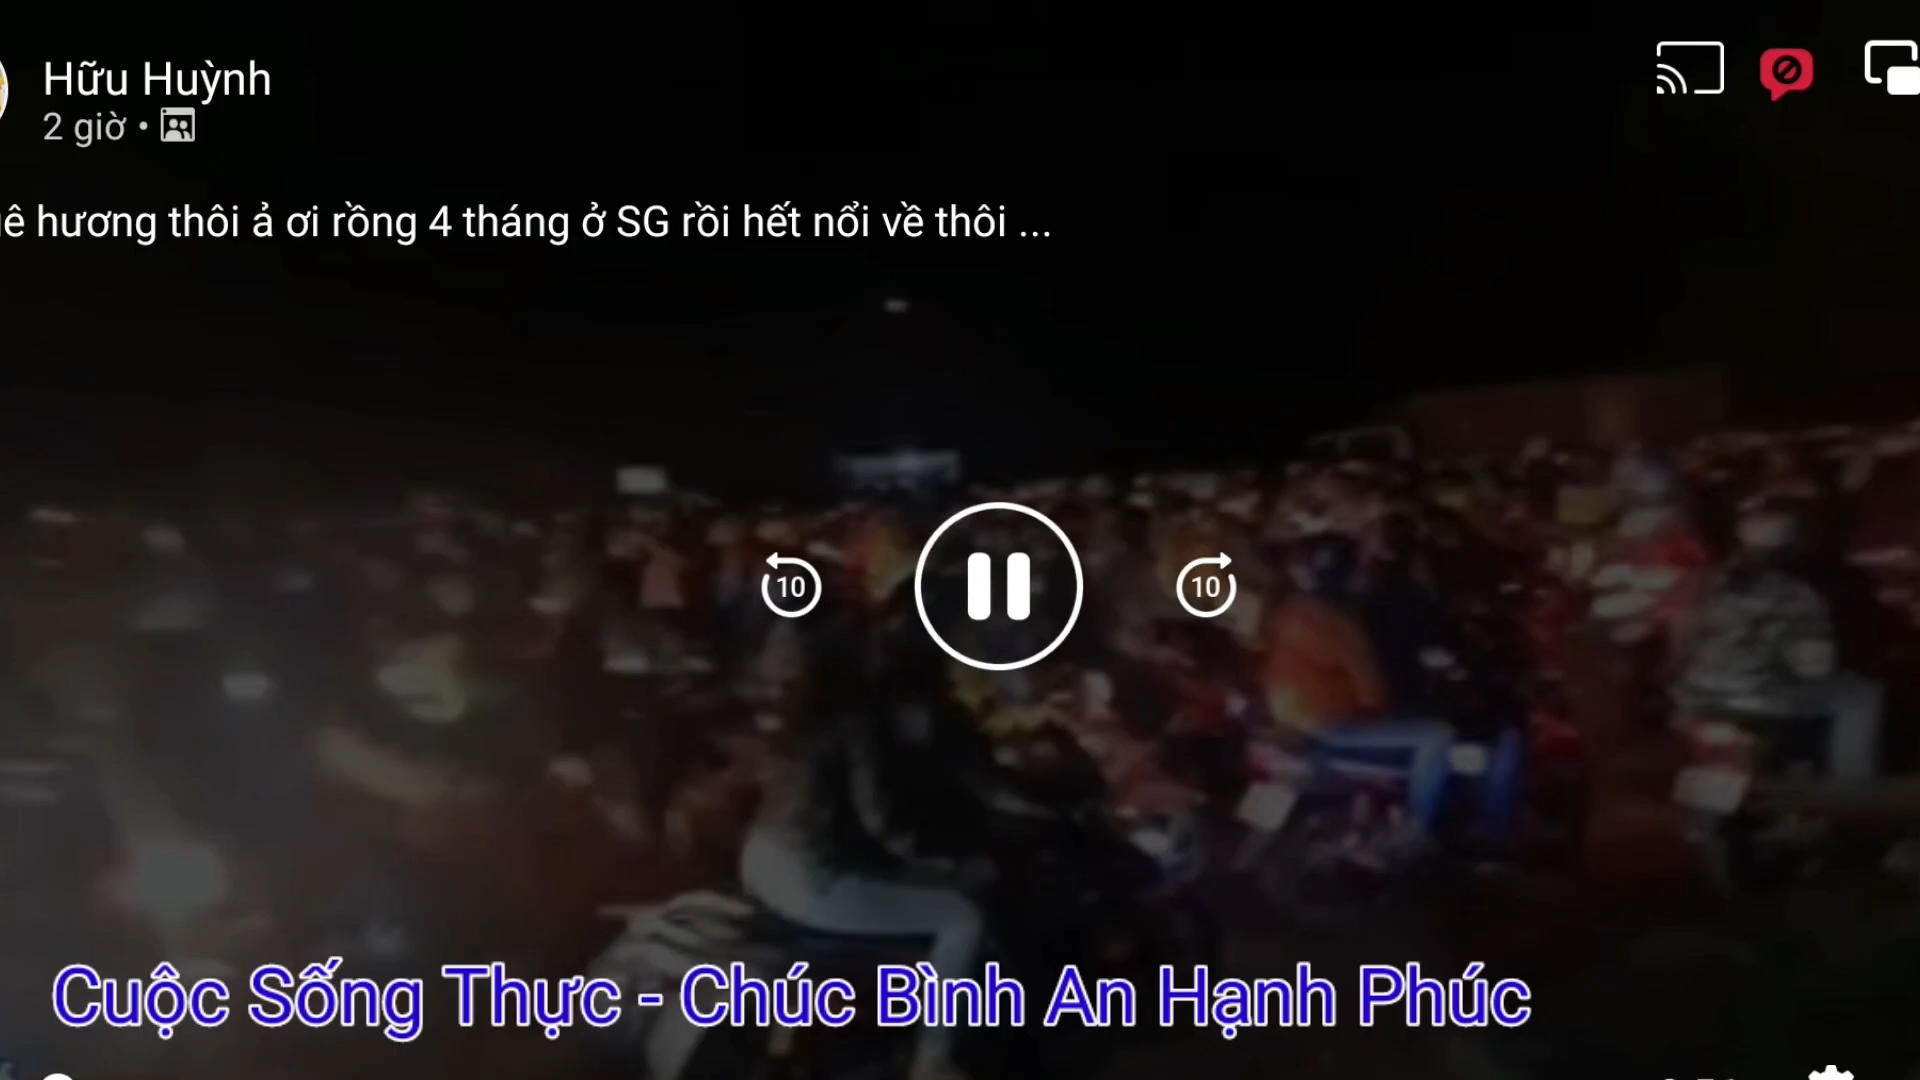 Hữu Huỳnh
2 giờ •
hương thôi ả ơi rồng 4 tháng ở SG rồi hết nổi về thôi ...
10
10
Cuộc Sống Thực - Chúc Bình An Hạnh Phúc